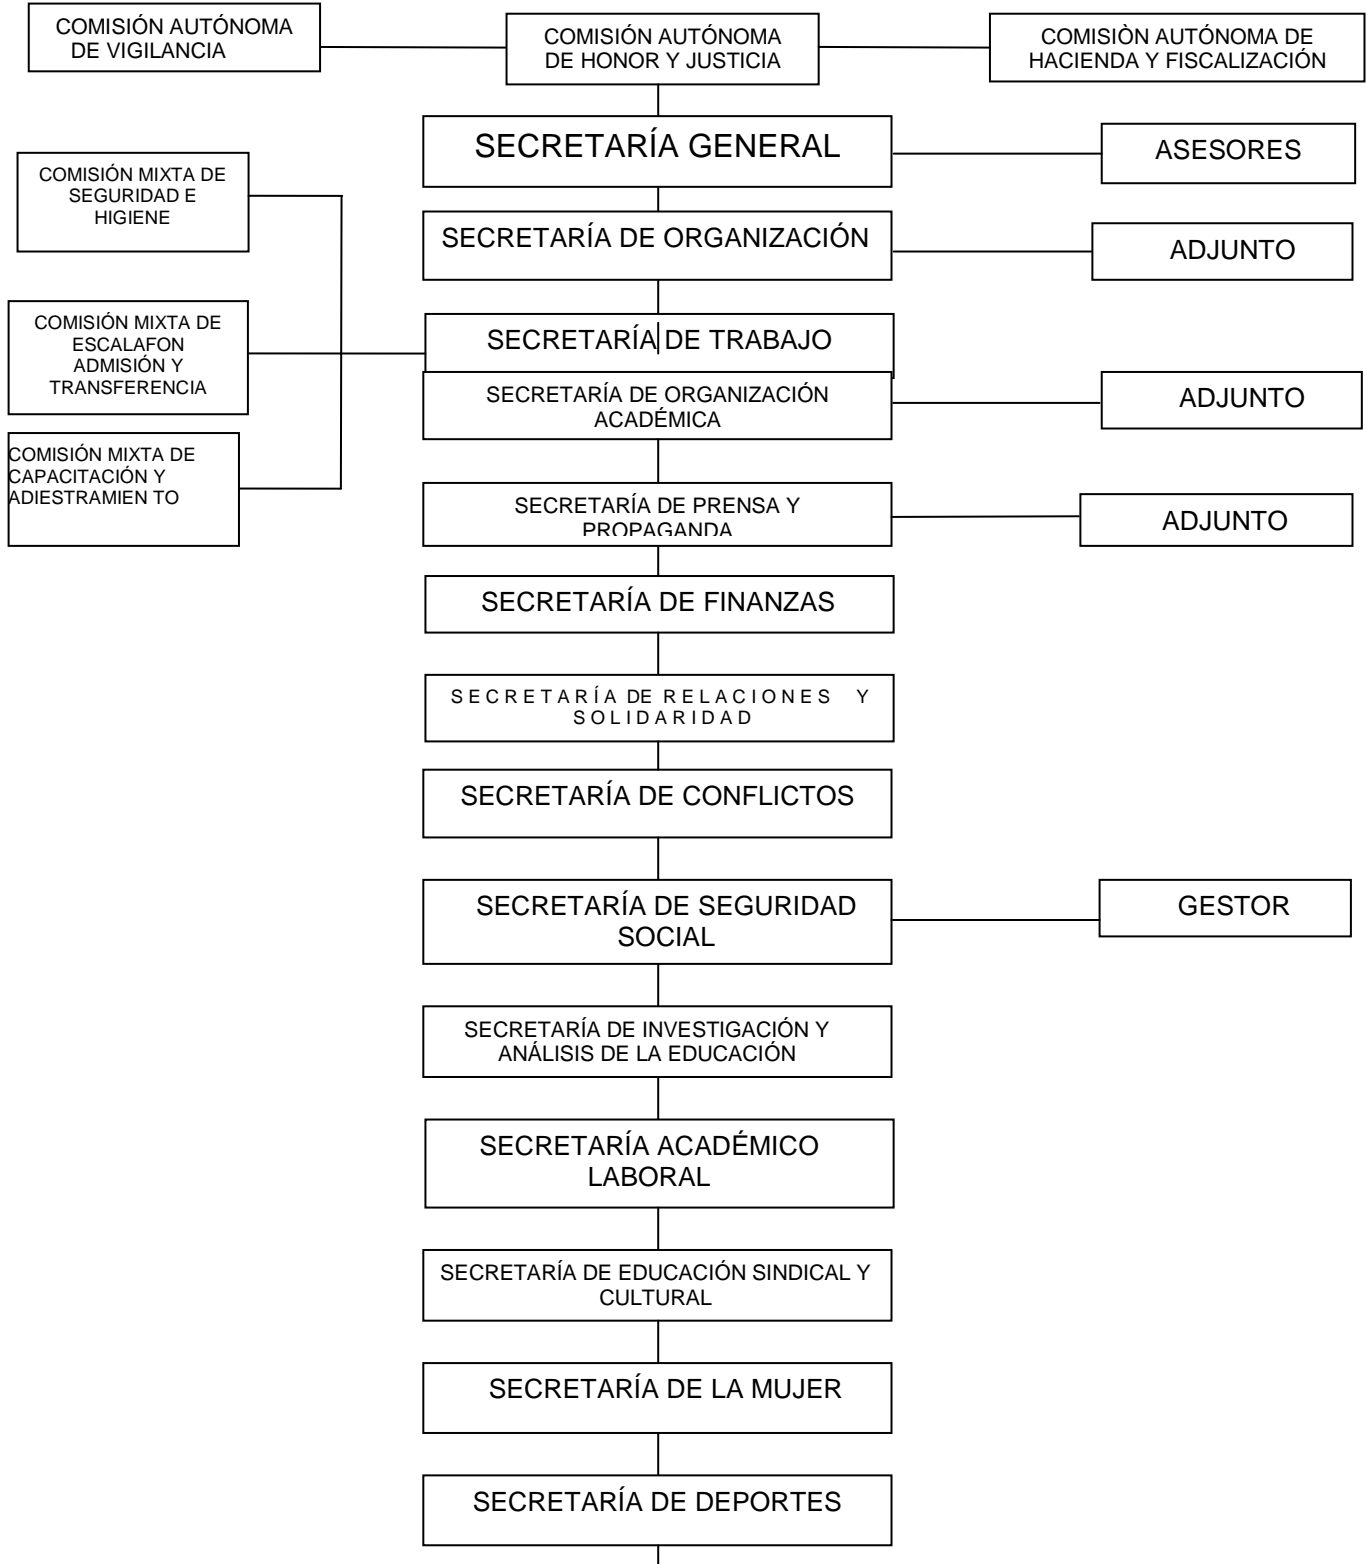 COMISIÓN AUTÓNOMA
DE VIGILANCIA
COMISIÓN AUTÓNOMA
DE HONOR Y JUSTICIA
COMISIÒN AUTÓNOMA DE
HACIENDA Y FISCALIZACIÓN
SECRETARÍA GENERAL
ASESORES
COMISIÓN MIXTA DE
SEGURIDAD E
HIGIENE
SECRETARÍA DE ORGANIZACIÓN
ADJUNTO
COMISIÓN MIXTA DE
ESCALAFON
ADMISIÓN Y
TRANSFERENCIA
SECRETARÍA DE TRABAJO
SECRETARÍA DE ORGANIZACIÓN
ACADÉMICA
ADJUNTO
COMISIÓN MIXTA DE
CAPACITACIÓN Y
ADIESTRAMIEN TO
SECRETARÍA DE PRENSA Y
PROPAGANDA
ADJUNTO
SECRETARÍA DE FINANZAS
SECRETARÍA DE RELACIONES Y
SOLIDARIDAD
SECRETARÍA DE CONFLICTOS
SECRETARÍA DE SEGURIDAD
SOCIAL
GESTOR
SECRETARÍA DE INVESTIGACIÓN Y
ANÁLISIS DE LA EDUCACIÓN
SECRETARÍA ACADÉMICO
LABORAL
SECRETARÍA DE EDUCACIÓN SINDICAL Y
CULTURAL
SECRETARÍA DE LA MUJER
SECRETARÍA DE DEPORTES